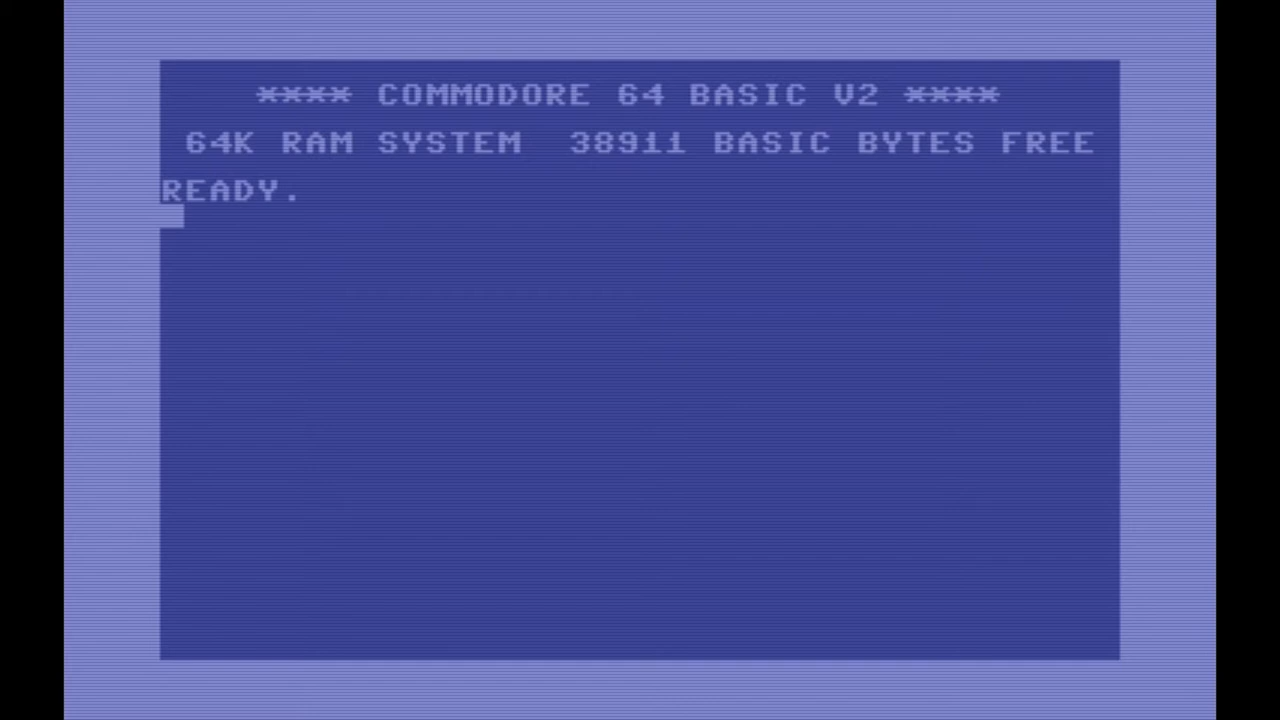 **** COMMODORE 64 BASIC V2 ****
64K RAM SYSTEM  38911 BASIC BYTES FREE
READY.